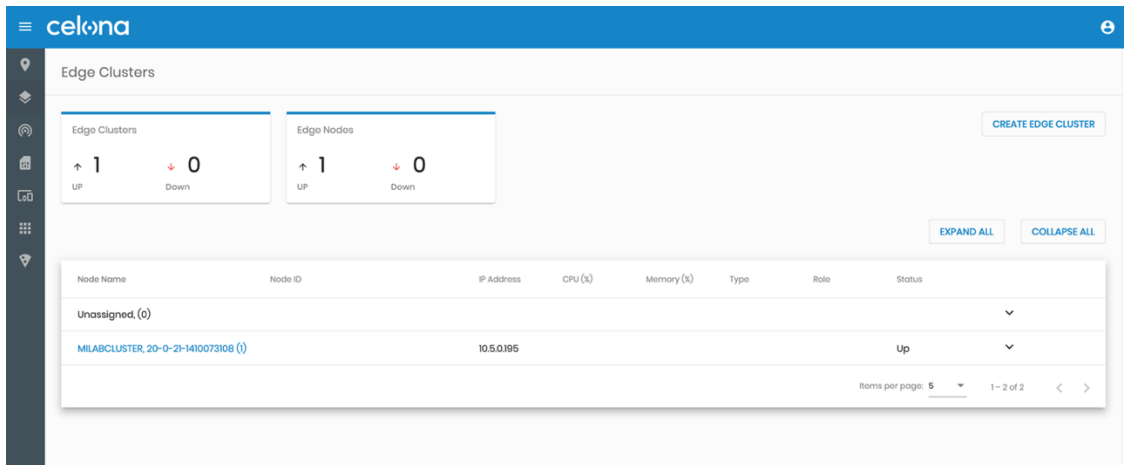 celona
Edge Clusters
Edge Clusters
1
UP
0
Down
Edge Nodes
1
UP
0
Down
CREATE EDGE CLUSTER
EXPAND ALL
COLLAPSE ALL
Node Name Node ID IP Address CPU (%) Memory (%) Type Role Status
Unassigned, (0)
MILABCLUSTER, 20-0-21-1410073108 (1) 10.5.0.195 Up
Items per page: 5 1 – 2 of 2